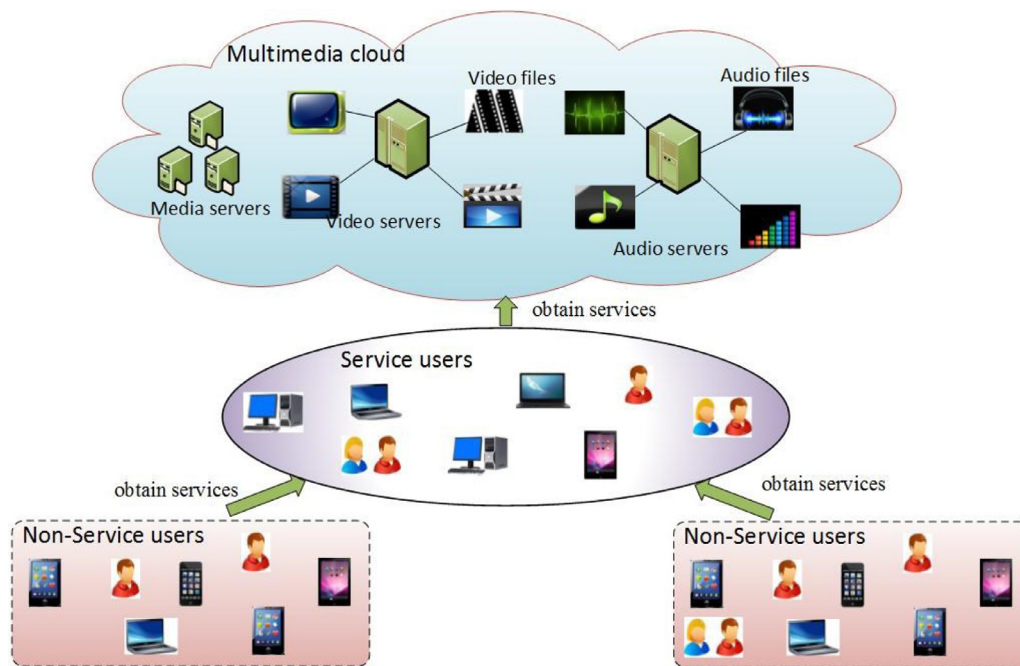 Multimedia cloud
Video files
Audio files
Media servers
Video servers
Audio servers
obtain services
Service users
obtain services
obtain services
Non-Service users
Non-Service users